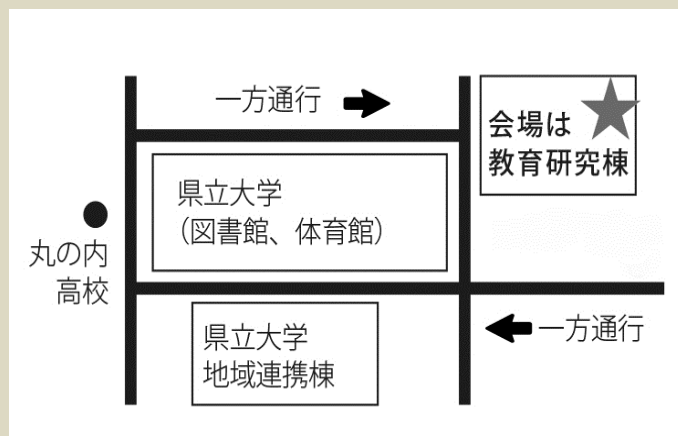 一方通行
会場は
教育研究棟
県立大学
（図書館、体育館）
丸の内
高校
県立大学
地域連携棟
一方通行